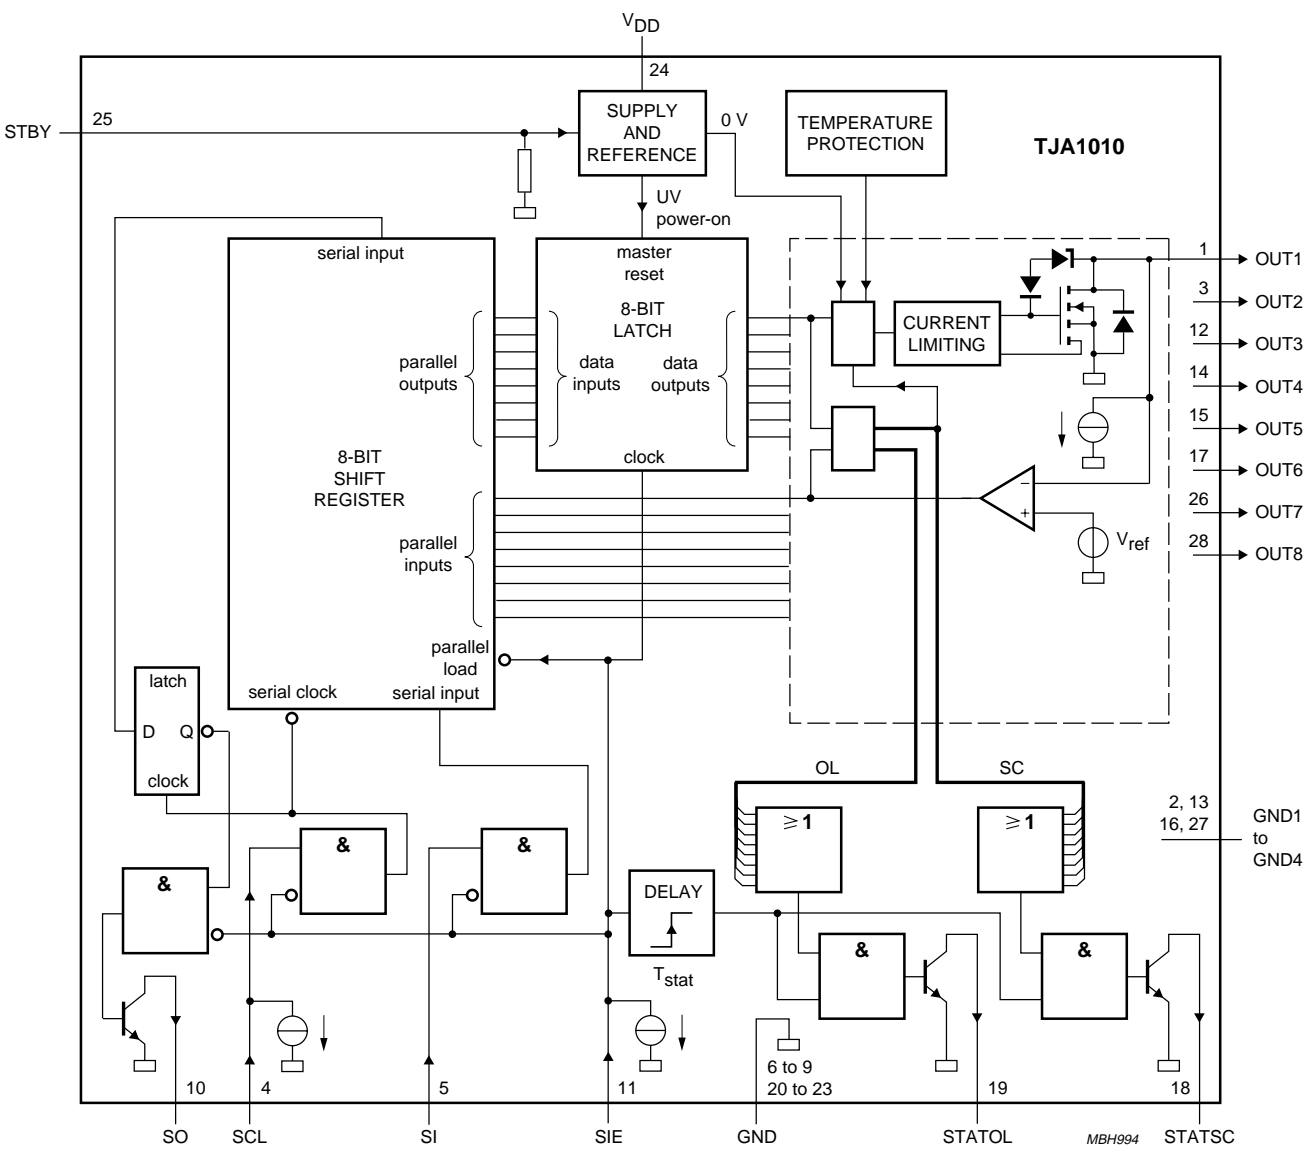 VDD
24
STBY
25
SUPPLY
AND
REFERENCE
0 V
TEMPERATURE
PROTECTION
TJA1010
UV
power-on
serial input
master
reset
8-BIT
LATCH
parallel
outputs
data
inputs
data
outputs
clock
CURRENT
LIMITING
1
OUT1
3
OUT2
12
OUT3
14
OUT4
15
OUT5
17
OUT6
26
OUT7
28
OUT8
8-BIT
SHIFT
REGISTER
parallel
inputs
−
+
Vref
parallel
load
serial clock
serial input
latch
D
Q
clock
OL
SC
≥ 1
≥ 1
2, 13
16, 27
GND1
to
GND4
&
&
&
DELAY
Tstat
&
&
6 to 9
20 to 23
10
4
5
11
19
18
SO
SCL
SI
SIE
GND
STATOL
MBH994
STATSC